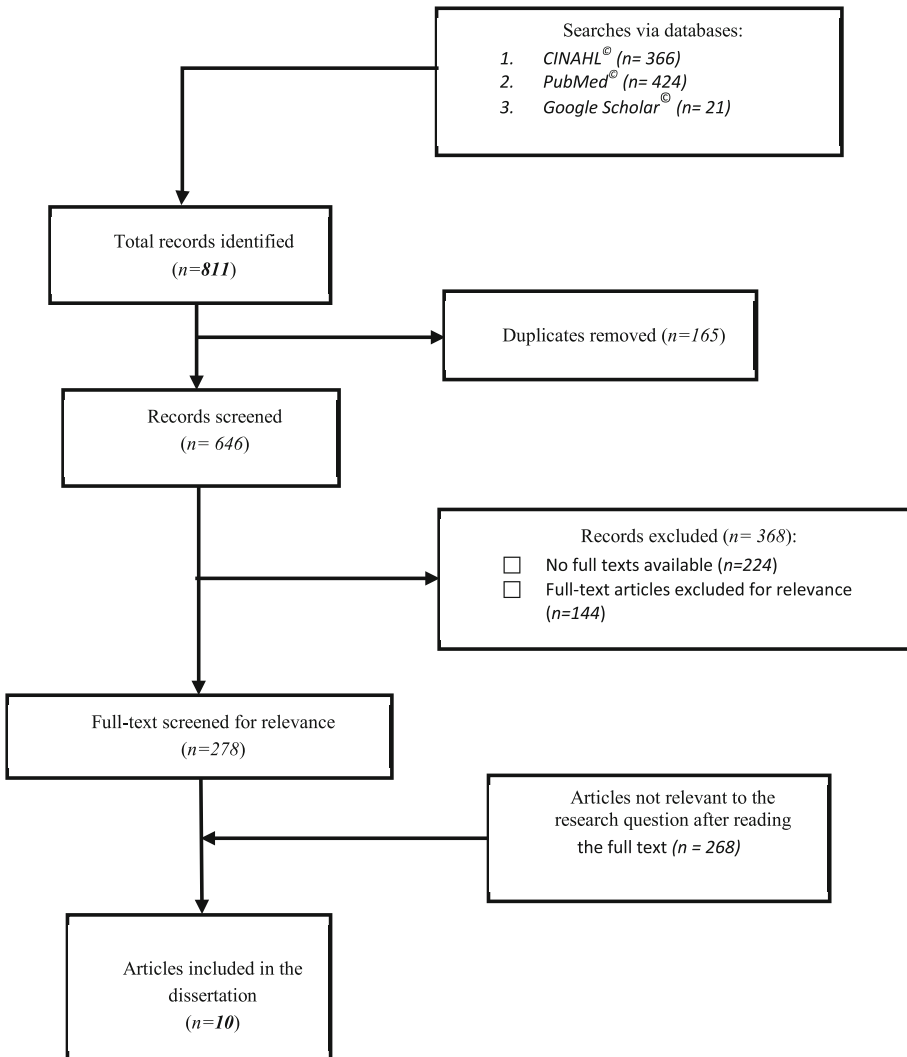 Searches via databases:
1. CINAHL© (n= 366)
2. PubMed© (n= 424)
3. Google Scholar© (n= 21)
Total records identified
(n=811)
Duplicates removed (n=165)
Records screened
(n= 646)
Records excluded (n= 368):
☐ No full texts available (n=224)
☐ Full-text articles excluded for relevance
(n=144)
Full-text screened for relevance
(n=278)
Articles not relevant to the
research question after reading
the full text (n = 268)
Articles included in the
dissertation
(n=10)